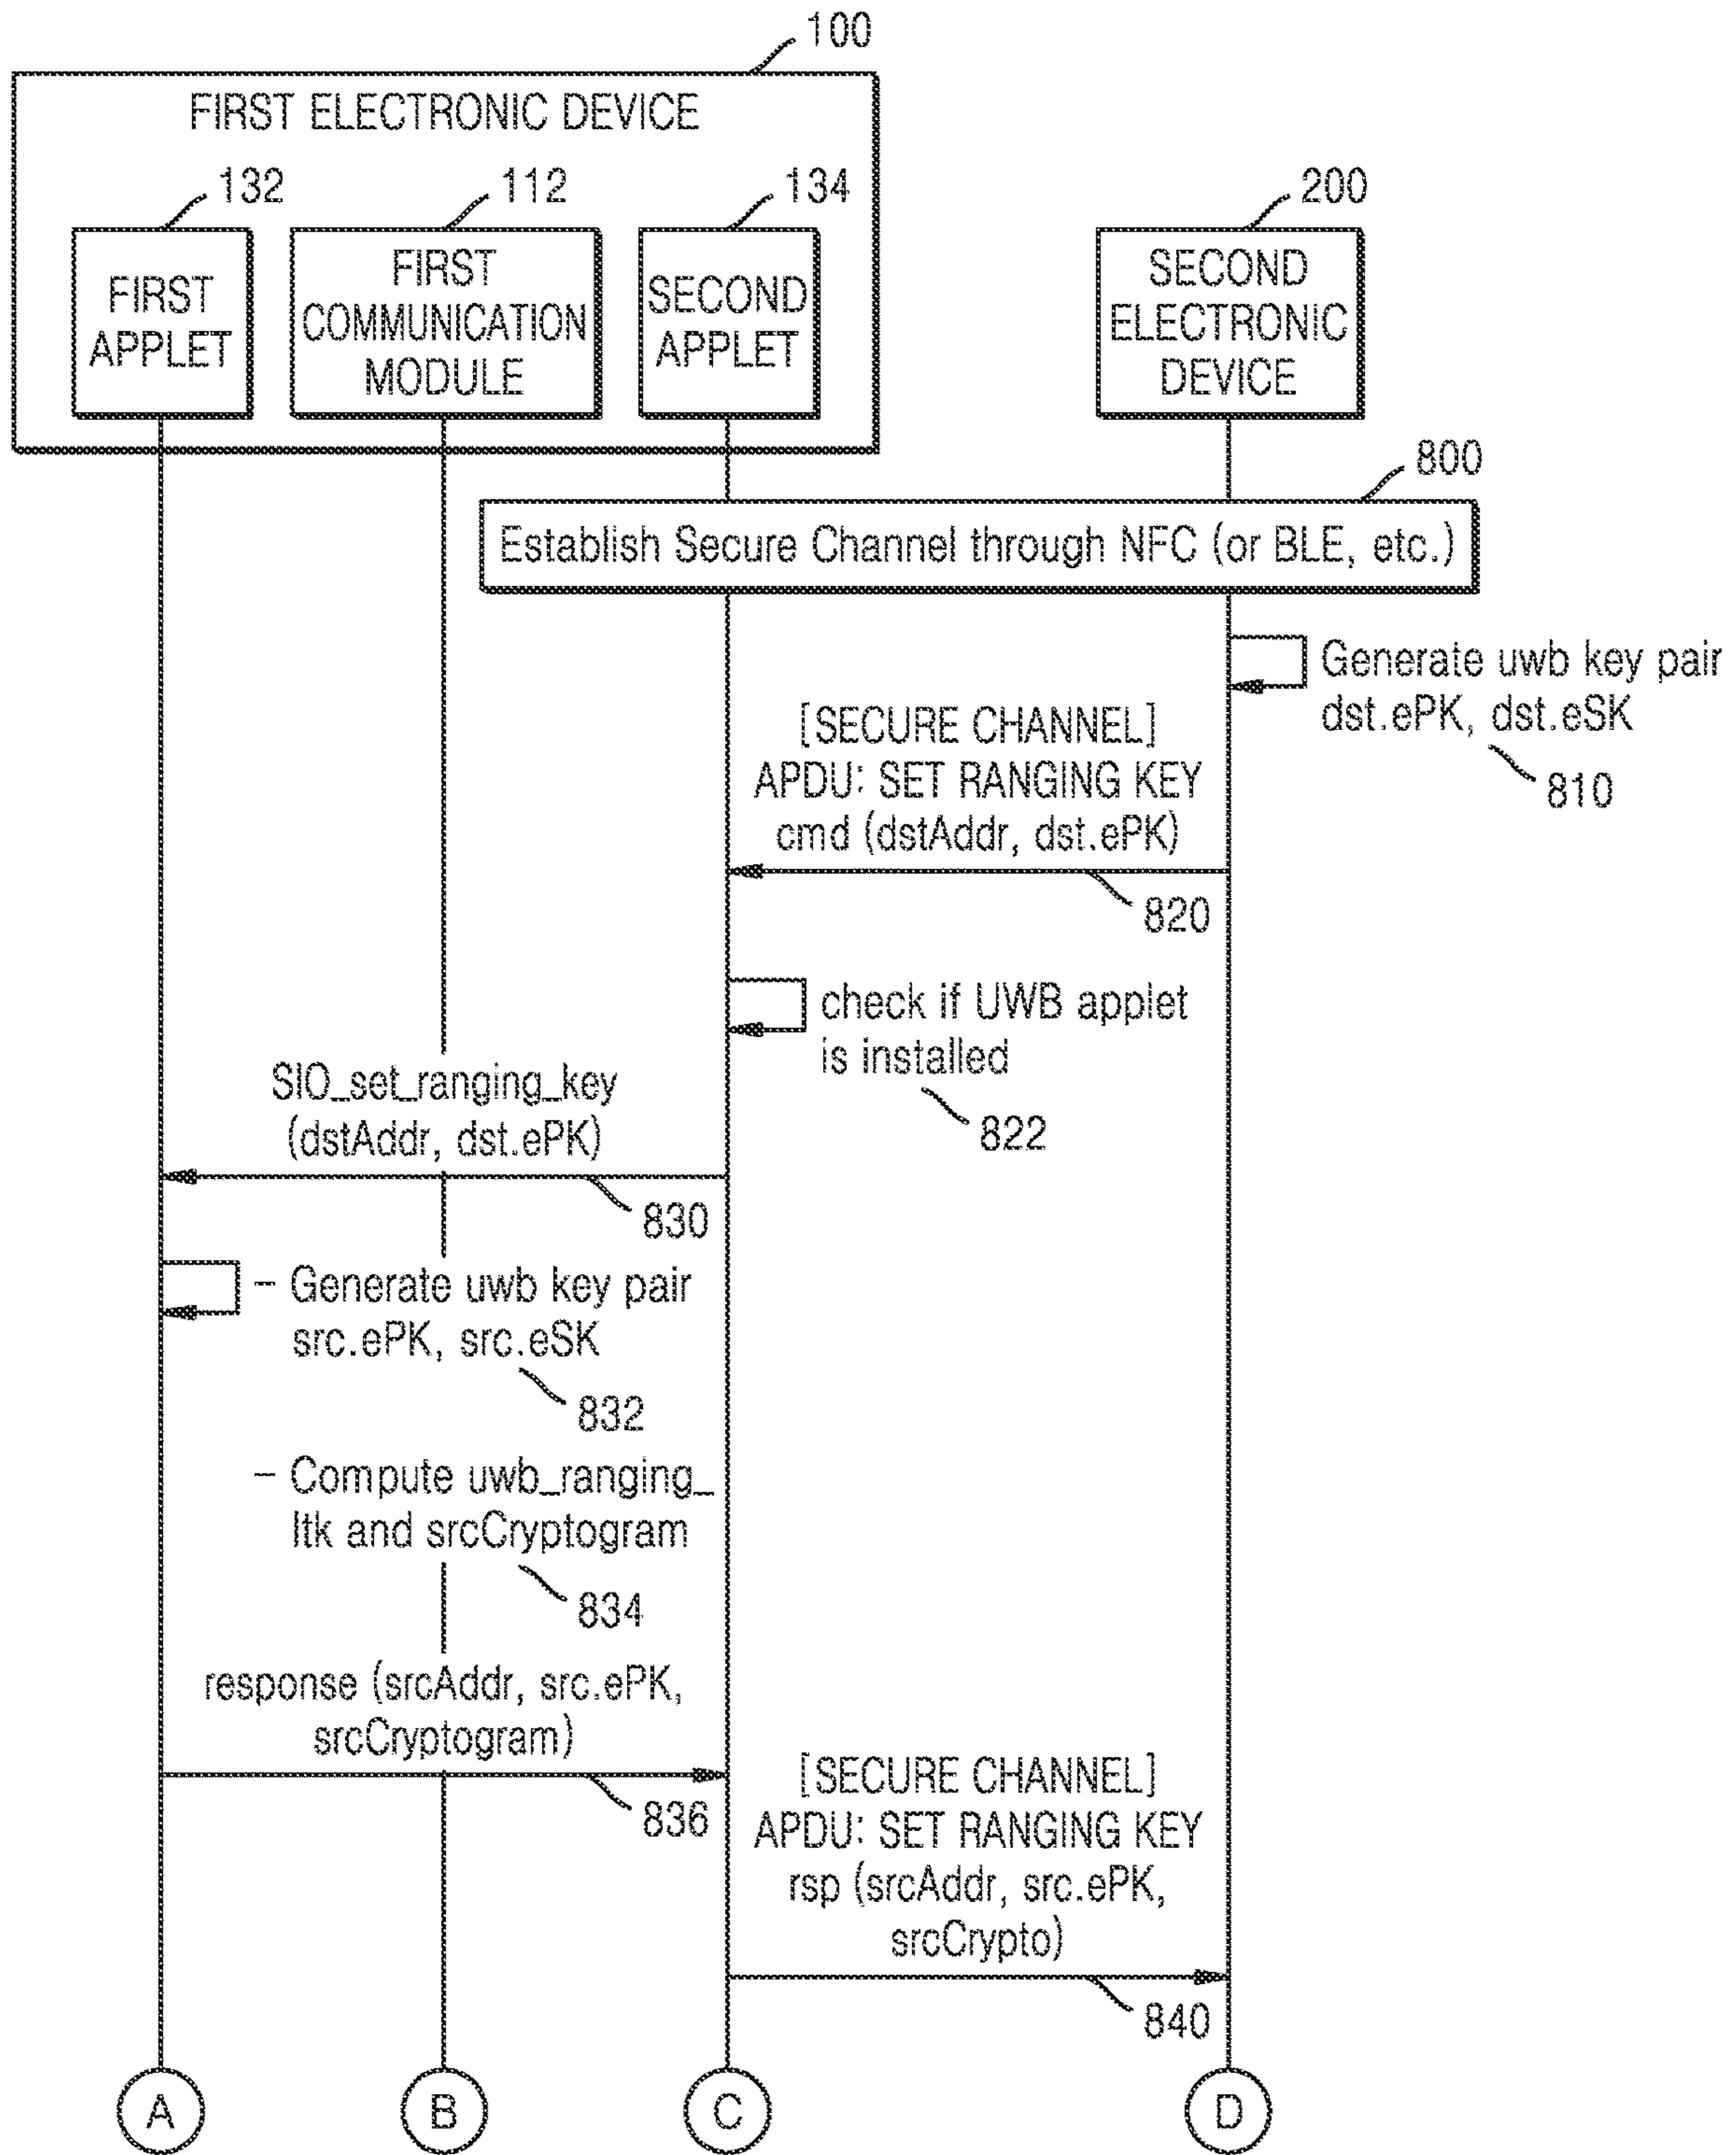 100
FIRST ELECTRONIC DEVICE
132
112
134
200
FIRST
APPLET
FIRST
COMMUNICATION
MODULE
SECOND
APPLET
SECOND
ELECTRONIC
DEVICE
800
Establish Secure Channel through NFC (or BLE, etc.)
Generate uwb key pair
dst.ePK, dst.eSK
810
[SECURE CHANNEL]
APDU: SET RANGING KEY
cmd (dstAddr, dst.ePK)
820
check if UWB applet
is installed
822
SIO_set_ranging_key
(dstAddr, dst.ePK)
830
- Generate uwb key pair
src.ePK, src.eSK
832
- Compute uwb_ranging_
ltk and srcCryptogram
834
response (srcAddr, src.ePK,
srcCryptogram)
836
[SECURE CHANNEL]
APDU: SET RANGING KEY
rsp (srcAddr, src.ePK,
srcCrypto)
840
A
B
C
D